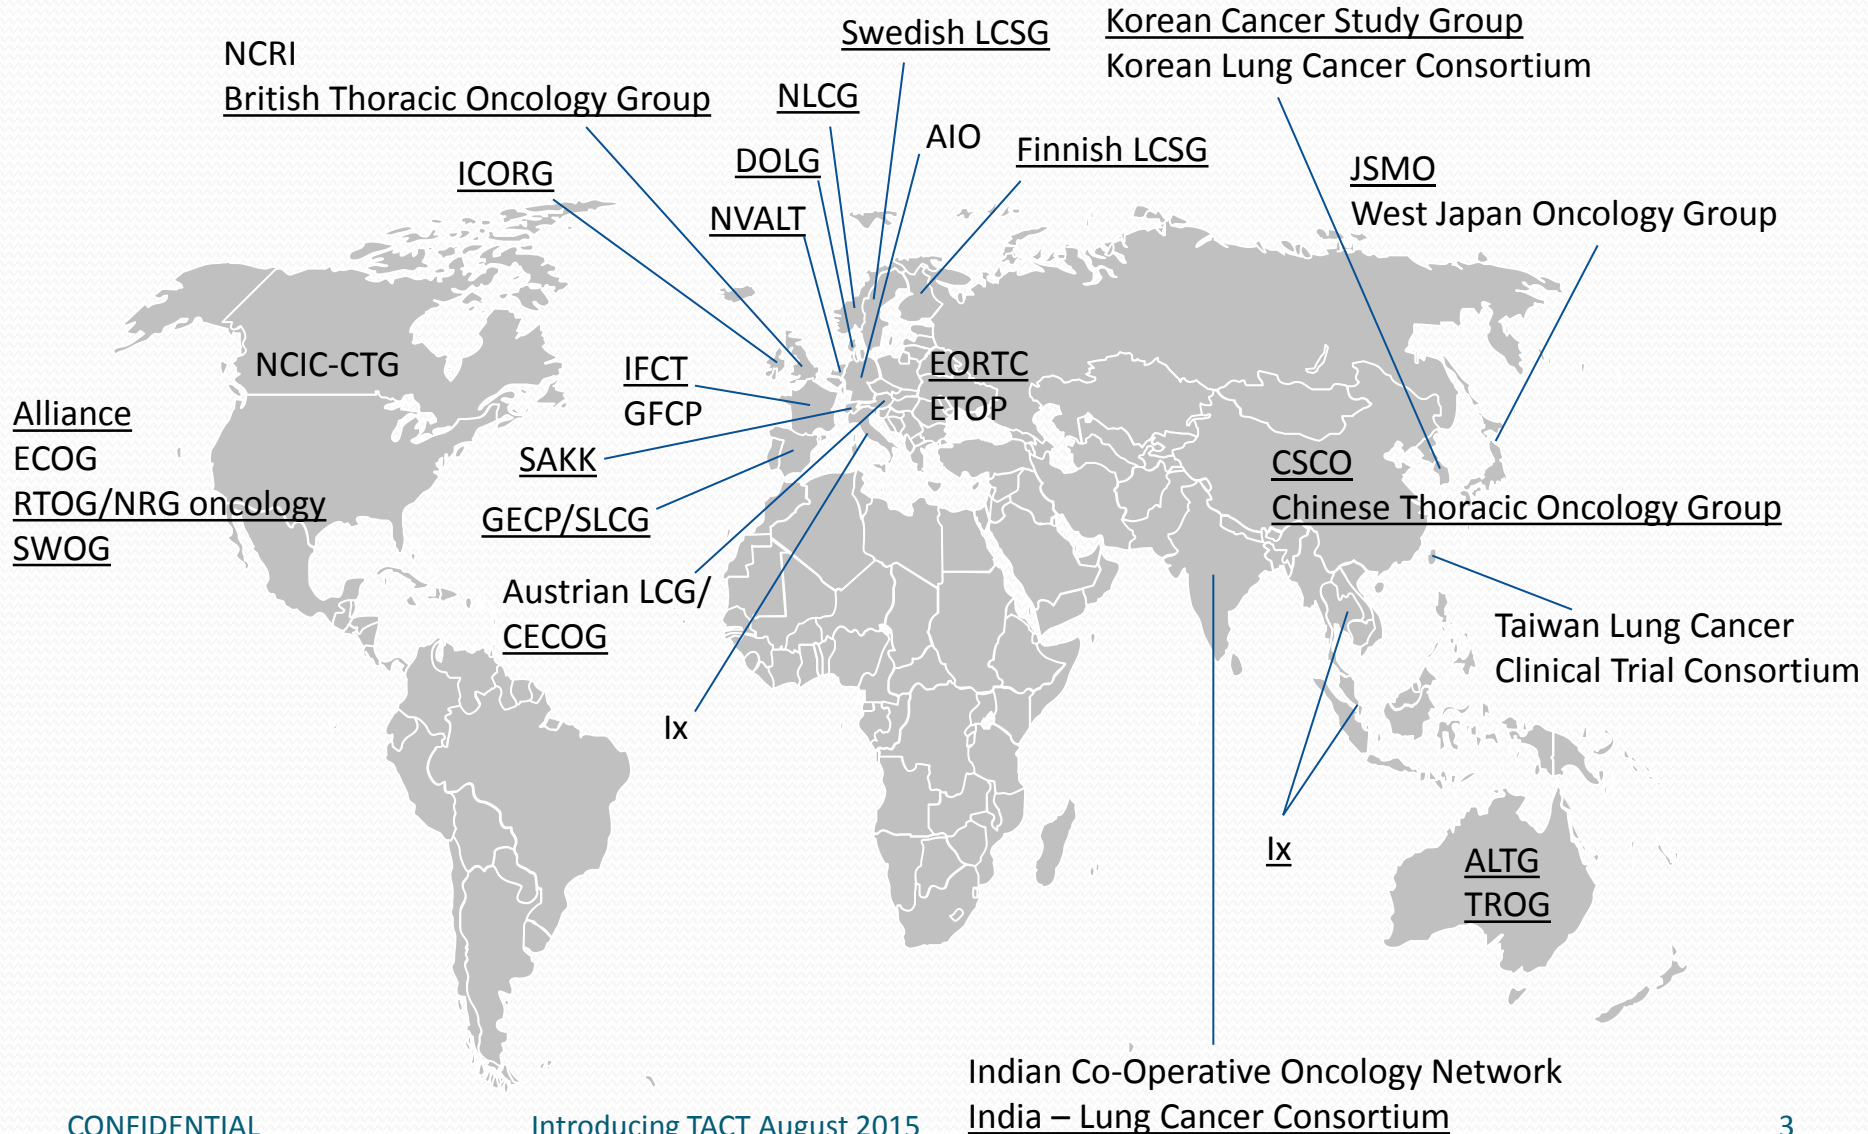 Swedish LCSG
Korean Cancer Study Group
Korean Lung Cancer Consortium
NCRI
British Thoracic Oncology Group
NLCG
AIO
DOLG
Finnish LCSG
ICORG
JSMO
West Japan Oncology Group
NVALT
NCIC-CTG
IFCT
GFCP
EORTC
ETOP
Alliance
ECOG
RTOG/NRG oncology
SWOG
SAKK
GECP/SLCG
CSCO
Chinese Thoracic Oncology Group
Austrian LCG/
CECOG
Taiwan Lung Cancer
Clinical Trial Consortium
Ix
Ix
ALTG
TROG
Indian Co-Operative Oncology Network
India – Lung Cancer Consortium
CONFIDENTIAL
Introducing TACT August 2015
3